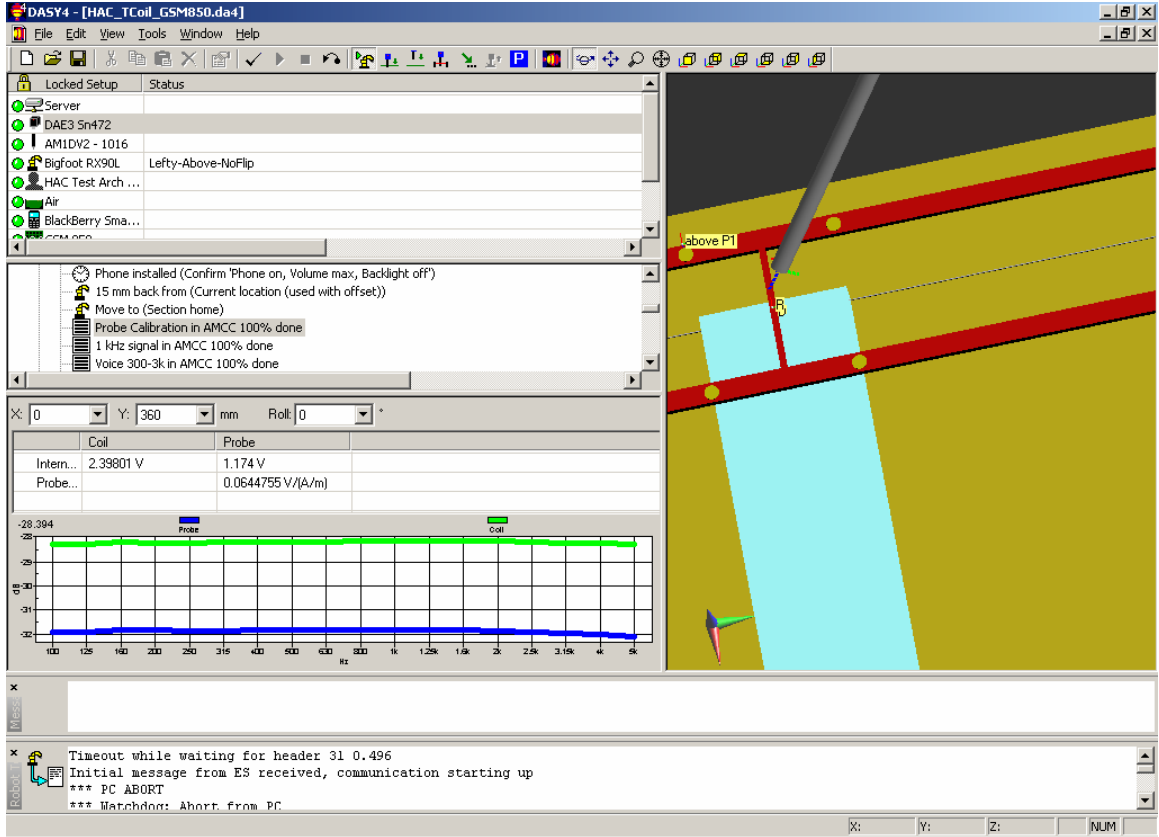 DASY4 - [HAC_TCoil_GSM850.da4]
File Edit View Tools Window Help
Locked Setup Status
Server
DAE3 Sn472
AM1DV2 - 1016
Bigfoot RX90L Lefty-Above-NoFlip
HAC Test Arch ...
Air
BlackBerry Sma...
above P1
Phone installed (Confirm 'Phone on, Volume max, Backlight off')
15 mm back from (Current location (used with offset))
Move to (Section home)
Probe Calibration in AMCC 100% done
1 kHz signal in AMCC 100% done
Voice 300-3k in AMCC 100% done
X: 0 Y: 360 mm Roll: 0 °
Coil Probe
Intern... 2.39801 V 1.174 V
Probe... 0.0644755 V/(A/m)
-28.394
Probe Coil
-28
-29
-30
-31
-32
dB
100 125 160 200 250 315 400 500 630 800 1k 1.25k 1.6k 2k 2.5k 3.15k 4k 5k
Hz
Mess
Timeout while waiting for header 31 0.496
Initial message from ES received, communication starting up
*** PC ABORT
*** Watchdog: Abort from PC
Robot
X: Y: Z: NUM